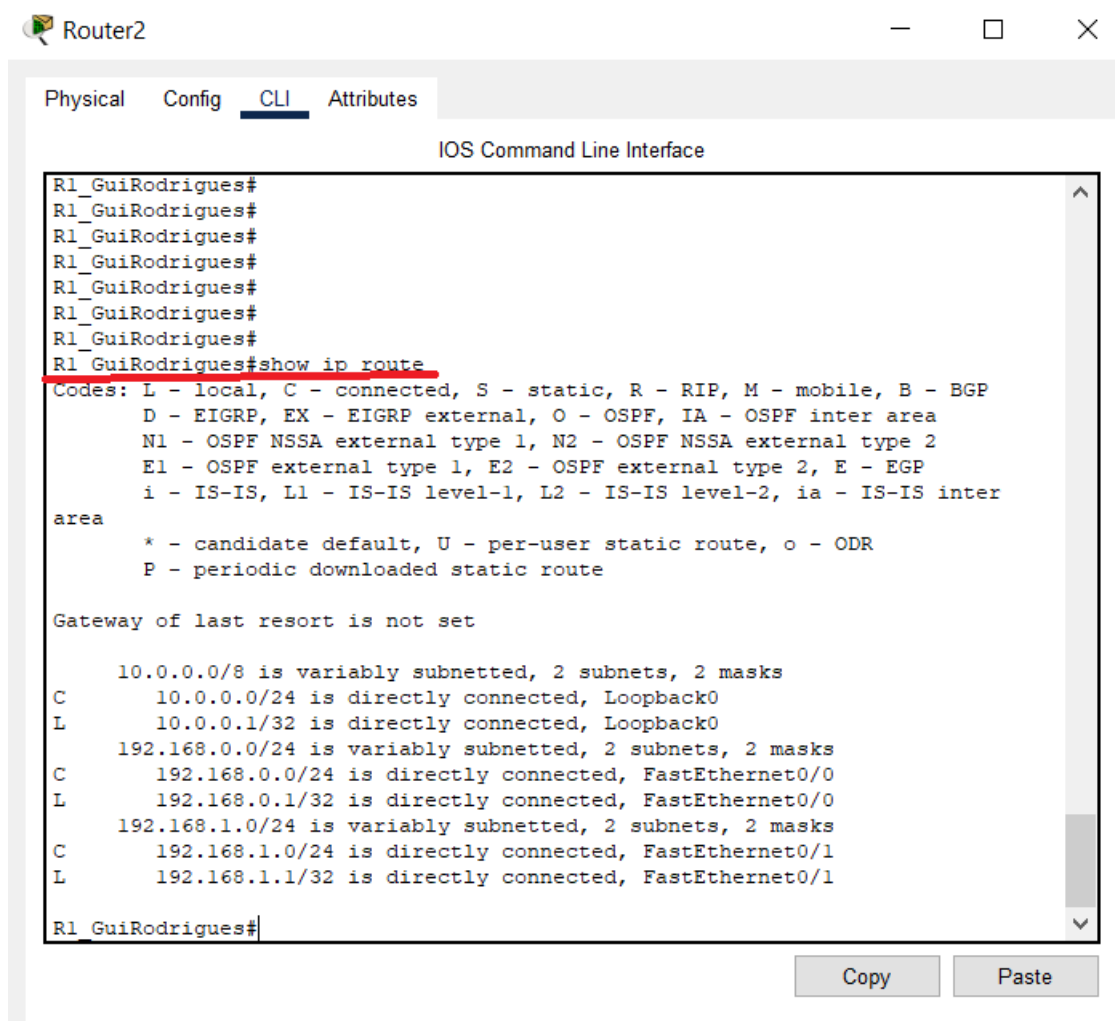 Router2
Physical Config CLI Attributes
IOS Command Line Interface
R1_GuiRodrigues#
R1_GuiRodrigues#
R1_GuiRodrigues#
R1_GuiRodrigues#
R1_GuiRodrigues#
R1_GuiRodrigues#
R1_GuiRodrigues#
R1_GuiRodrigues#show ip route
Codes: L - local, C - connected, S - static, R - RIP, M - mobile, B - BGP
D - EIGRP, EX - EIGRP external, O - OSPF, IA - OSPF inter area
N1 - OSPF NSSA external type 1, N2 - OSPF NSSA external type 2
E1 - OSPF external type 1, E2 - OSPF external type 2, E - EGP
i - IS-IS, L1 - IS-IS level-1, L2 - IS-IS level-2, ia - IS-IS inter
area
* - candidate default, U - per-user static route, o - ODR
P - periodic downloaded static route
Gateway of last resort is not set
10.0.0.0/8 is variably subnetted, 2 subnets, 2 masks
C 10.0.0.0/24 is directly connected, Loopback0
L 10.0.0.1/32 is directly connected, Loopback0
192.168.0.0/24 is variably subnetted, 2 subnets, 2 masks
C 192.168.0.0/24 is directly connected, FastEthernet0/0
L 192.168.0.1/32 is directly connected, FastEthernet0/0
192.168.1.0/24 is variably subnetted, 2 subnets, 2 masks
C 192.168.1.0/24 is directly connected, FastEthernet0/1
L 192.168.1.1/32 is directly connected, FastEthernet0/1
R1_GuiRodrigues#
Copy Paste